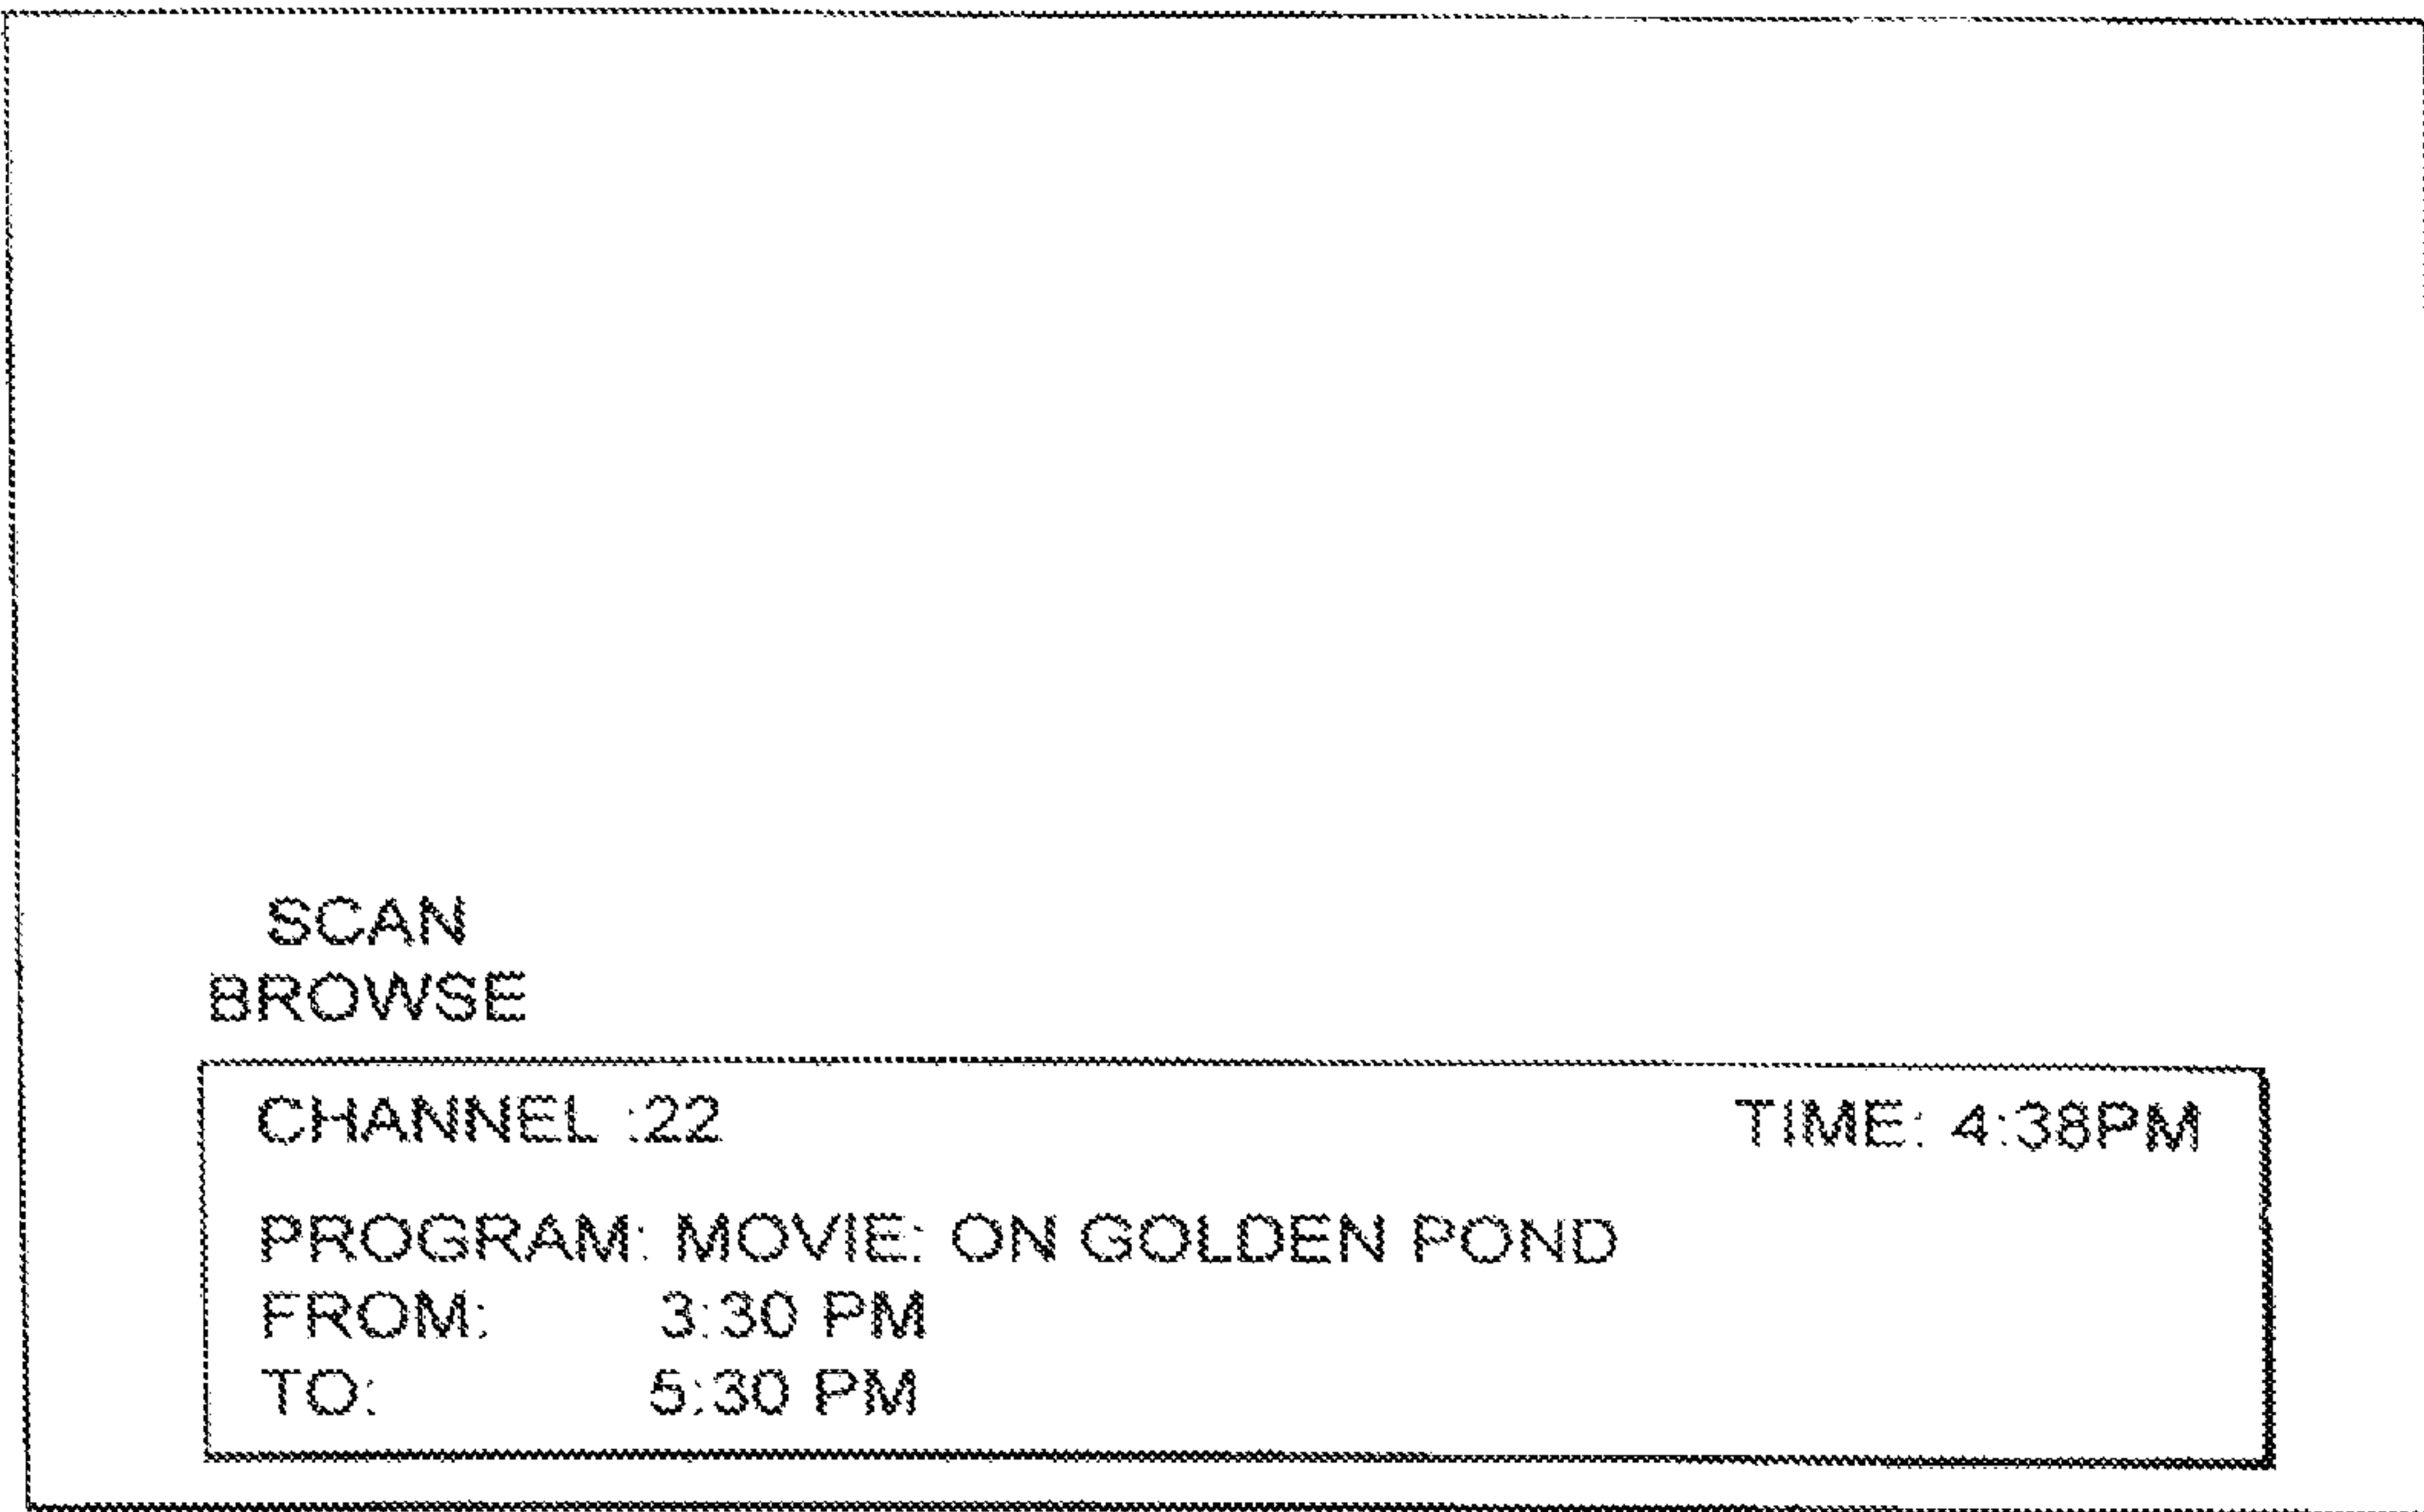 SCAN
BROWSE
CHANNEL :22 TIME: 4:38PM
PROGRAM: MOVIE: ON GOLDEN POND
FROM: 3:30 PM
TO: 5:30 PM